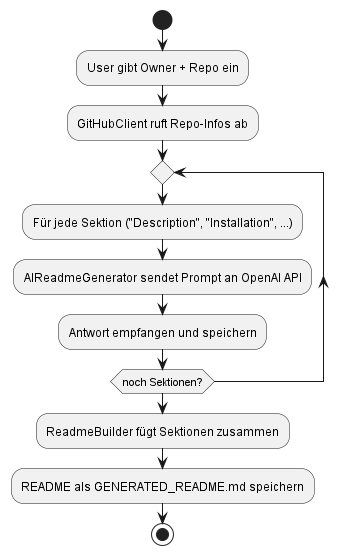 User gibt Owner + Repo ein
GitHubClient ruft Repo-Infos ab
Für jede Sektion ("Description", "Installation", ...)
AIReadmeGenerator sendet Prompt an OpenAI API
Antwort empfangen und speichern
noch Sektionen?
ReadmeBuilder fügt Sektionen zusammen
README als GENERATED_README.md speichern